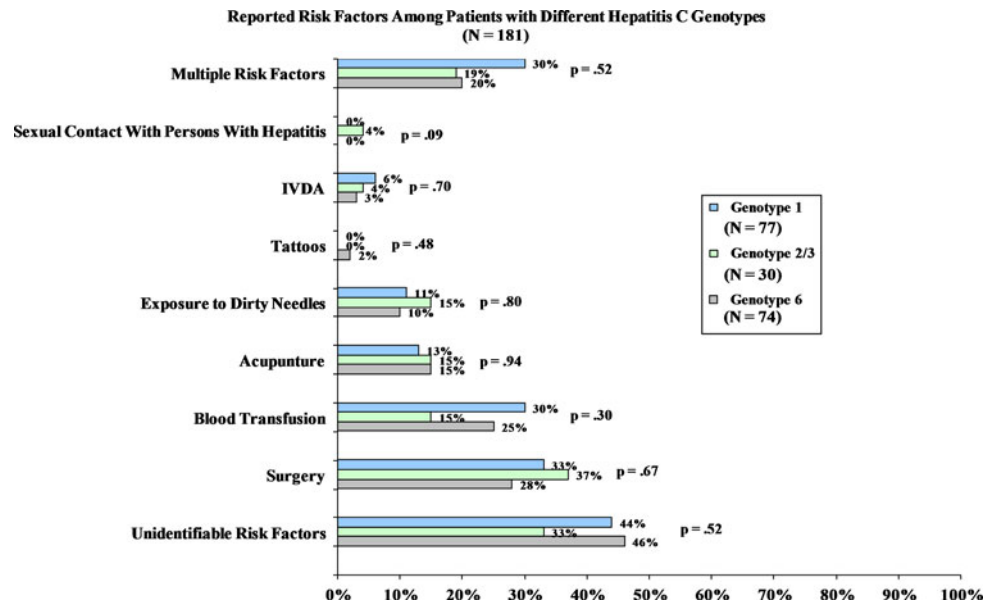 Reported Risk Factors Among Patients with Different Hepatitis C Genotypes
(N = 181)
Multiple Risk Factors
30%
p = .52
19%
20%
Sexual Contact With Persons With Hepatitis
0%
4%
0%
p = .09
IVDA
6%
4%
3%
p = .70
Tattoos
0%
0%
2%
p = .48
Exposure to Dirty Needles
11%
15%
10%
p = .80
Acupunture
13%
15%
15%
p = .94
Blood Transfusion
30%
15%
25%
p = .30
Surgery
33%
37%
28%
p = .67
Unidentifiable Risk Factors
44%
33%
46%
p = .52
Genotype 1
(N = 77)
Genotype 2/3
(N = 30)
Genotype 6
(N = 74)
0% 10% 20% 30% 40% 50% 60% 70% 80% 90% 100%